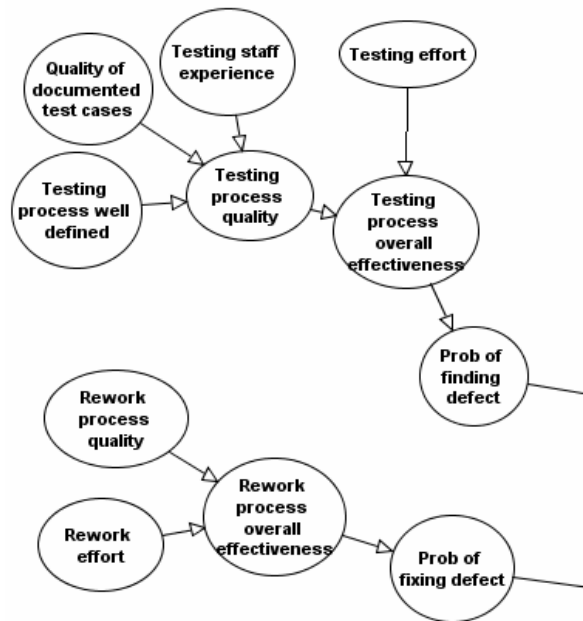 Testing staff
experience
Testing effort
Quality of
documented
test cases
Testing
process well
defined
Testing
process
quality
Testing
process
overall
effectiveness
Prob of
finding
defect
Rework
process
quality
Rework
effort
Rework
process
overall
effectiveness
Prob of
fixing defect